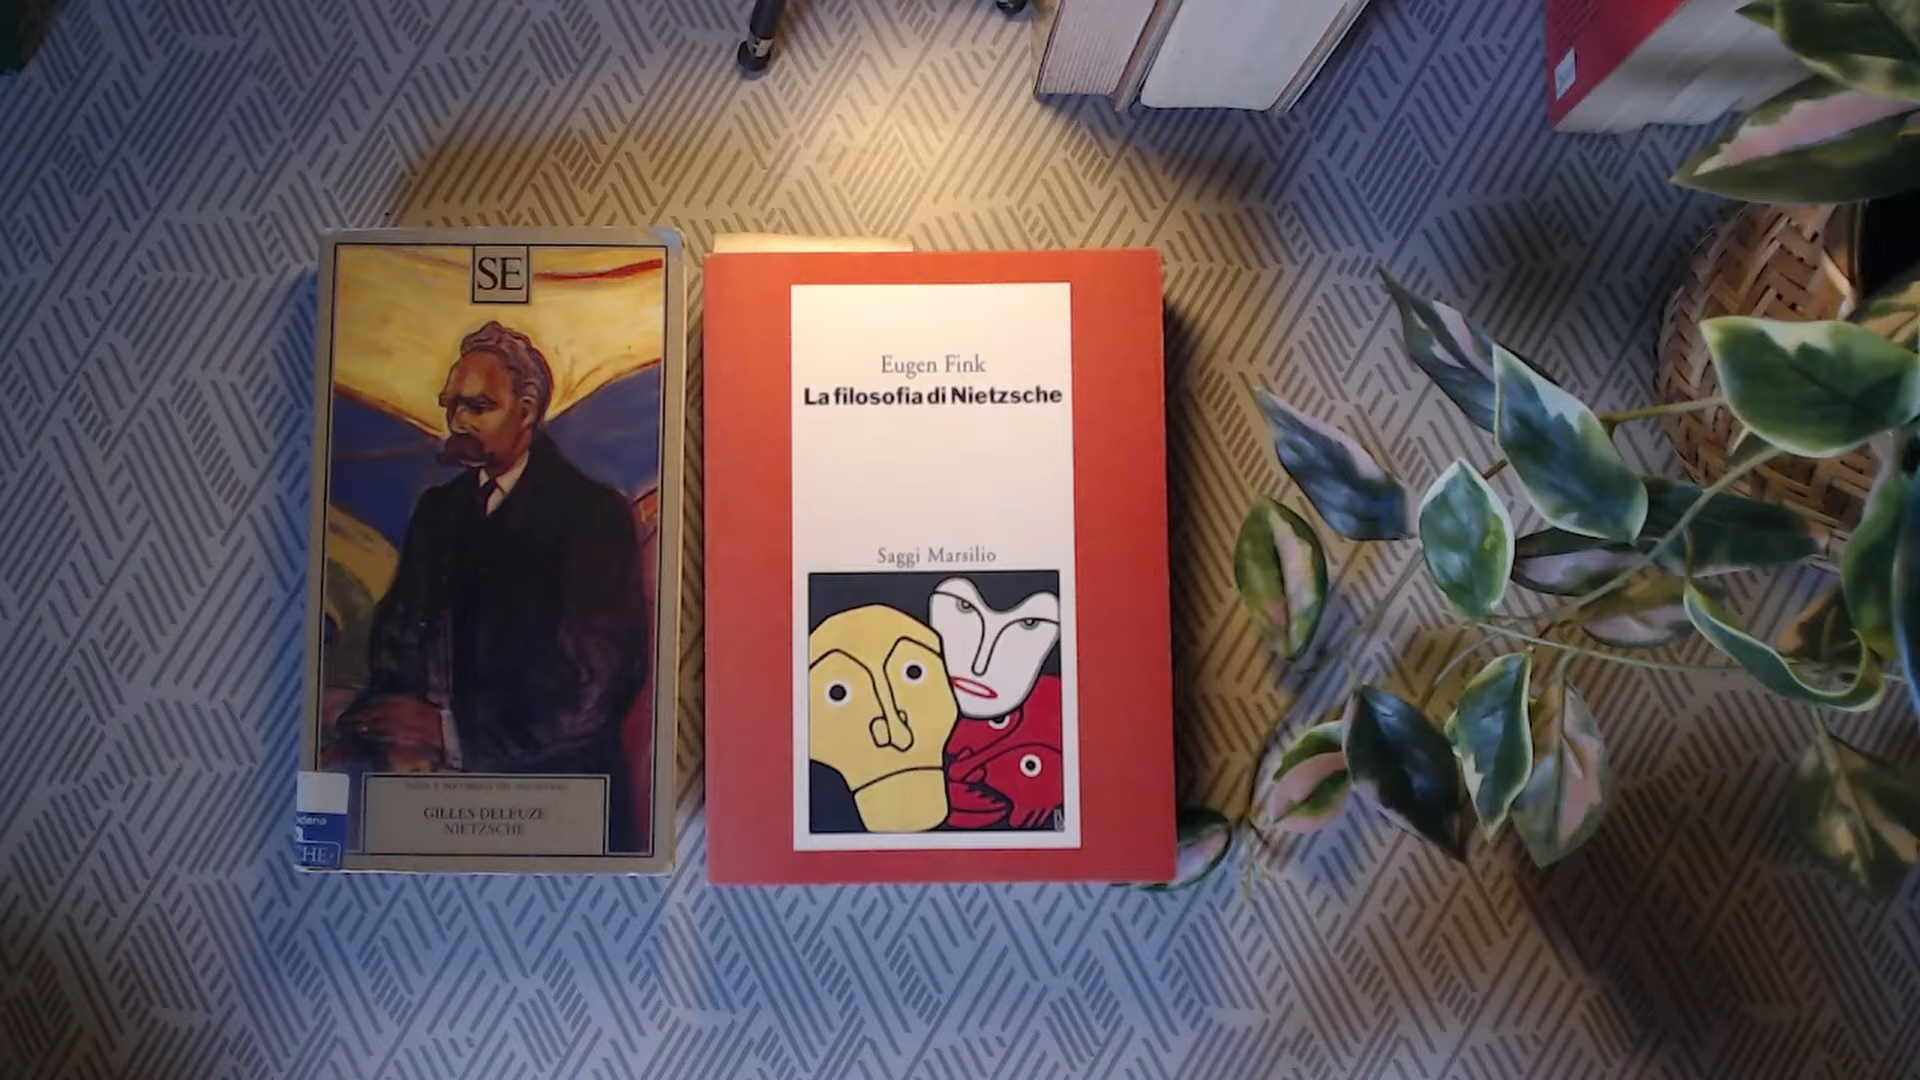 SE
GILLES DELEUZE
NIETZSCHE
Eugen Fink
La filosofia di Nietzsche
Saggi Marsilio